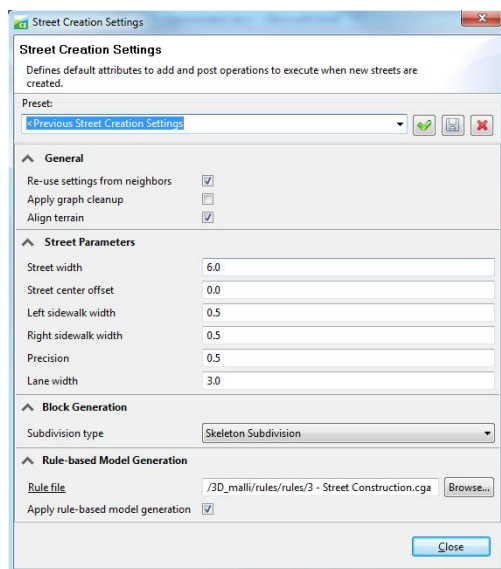 CE Street Creation Settings
Street Creation Settings
Defines default attributes to add and post operations to execute when new streets are
created.
Preset:
<Previous Street Creation Settings
General
Re-use settings from neighbors
Apply graph cleanup
Align terrain
Street Parameters
Street width 6.0
Street center offset 0.0
Left sidewalk width 0.5
Right sidewalk width 0.5
Precision 0.5
Lane width 3.0
Block Generation
Subdivision type Skeleton Subdivision
Rule-based Model Generation
Rule file /3D_malli/rules/rules/3 - Street Construction.cga Browse...
Apply rule-based model generation
Close